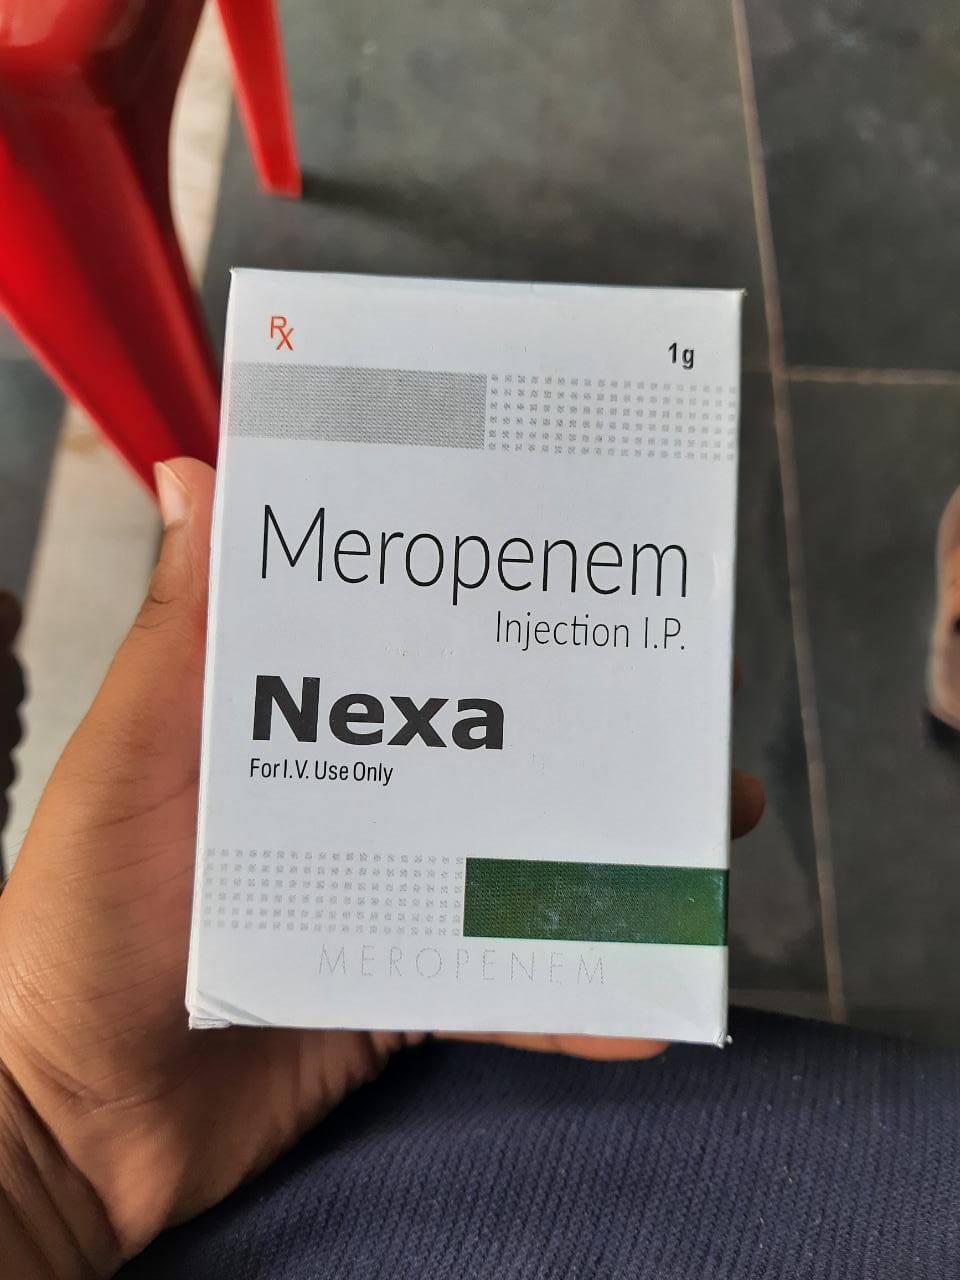 Rx
1g
Meropenem
Injection I.P.
Nexa
For I.V. Use Only
MEROPENEM